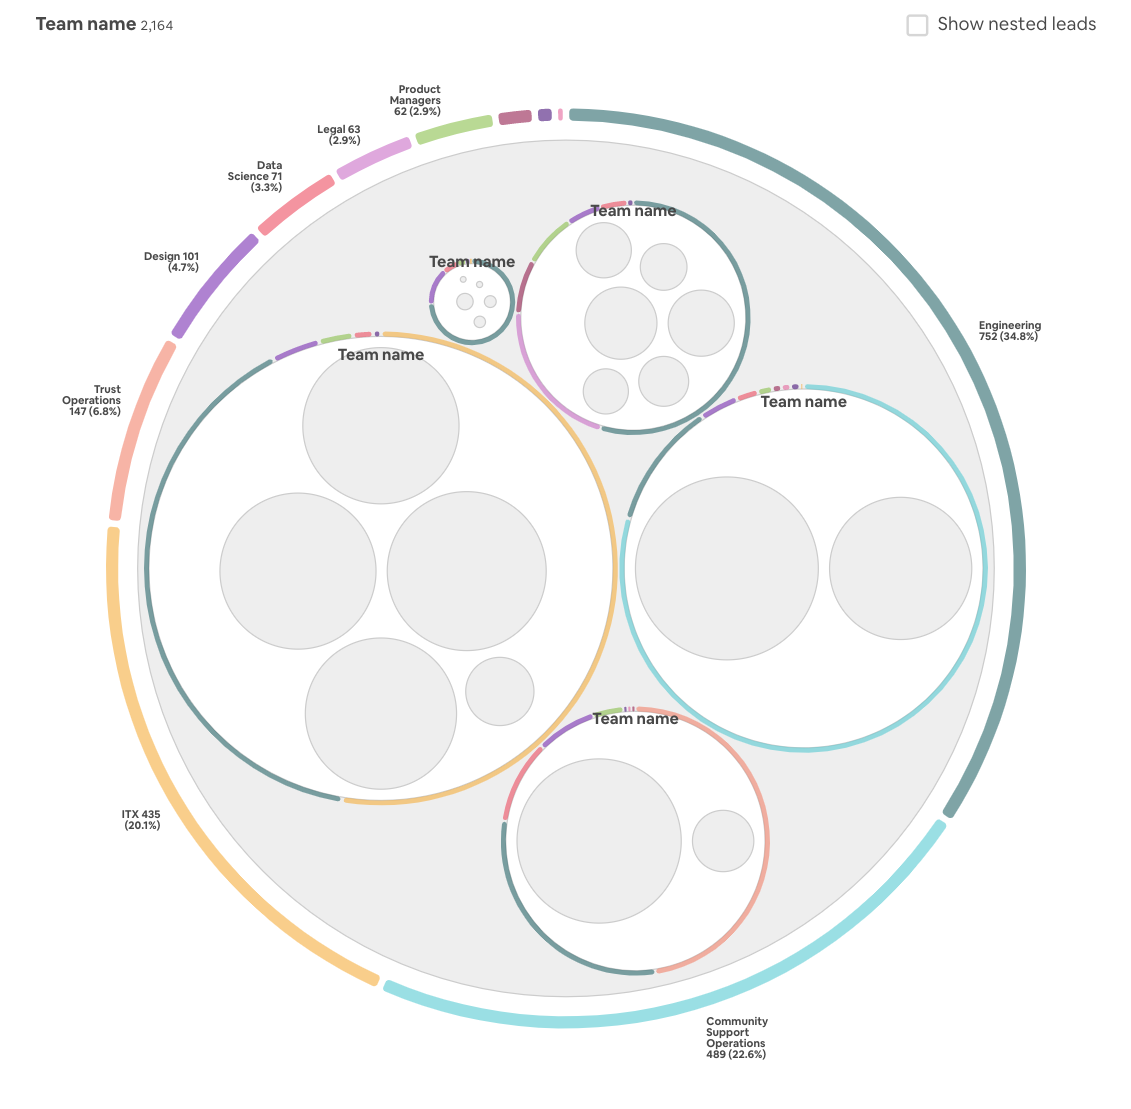 Team name 2,164
Show nested leads
Product
Managers
62 (2.9%)
Legal 63
(2.9%)
Data
Science 71
(3.3%)
Design 101
(4.7%)
Trust
Operations
147 (6.8%)
ITX 435
(20.1%)
Engineering
752 (34.8%)
Community
Support
Operations
489 (22.6%)
Team name
Team name
Team name
Team name
Team name